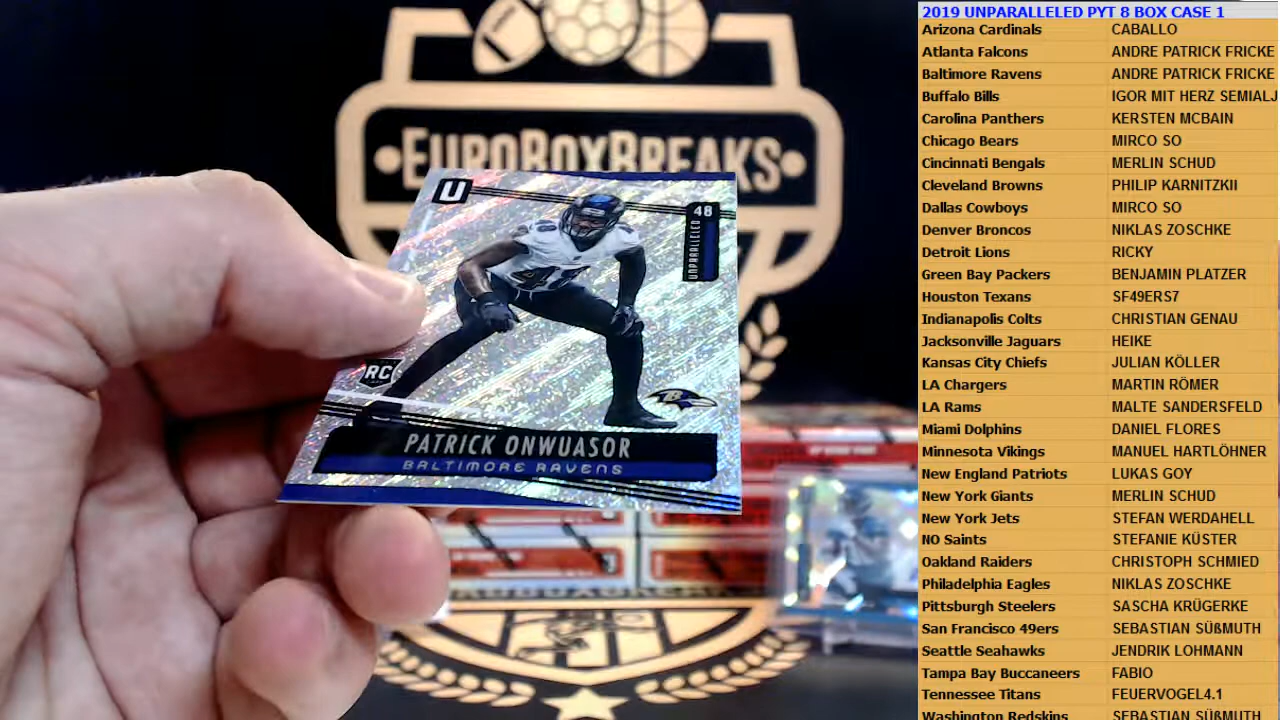 EUROBOXBREAKS
U
48
UNPARALLELED
RC
PATRICK ONWUASOR
BALTIMORE RAVENS
2019 UNPARALLELED PYT 8 BOX CASE 1
Arizona Cardinals CABALLO
Atlanta Falcons ANDRE PATRICK FRICKE
Baltimore Ravens ANDRE PATRICK FRICKE
Buffalo Bills IGOR MIT HERZ SEMIALJ
Carolina Panthers KERSTEN MCBAIN
Chicago Bears MIRCO SO
Cincinnati Bengals MERLIN SCHUD
Cleveland Browns PHILIP KARNITZKII
Dallas Cowboys MIRCO SO
Denver Broncos NIKLAS ZOSCHKE
Detroit Lions RICKY
Green Bay Packers BENJAMIN PLATZER
Houston Texans SF49ERS7
Indianapolis Colts CHRISTIAN GENAU
Jacksonville Jaguars HEIKE
Kansas City Chiefs JULIAN KÖLLER
LA Chargers MARTIN RÖMER
LA Rams MALTE SANDERSFELD
Miami Dolphins DANIEL FLORES
Minnesota Vikings MANUEL HARTLÖHNER
New England Patriots LUKAS GOY
New York Giants MERLIN SCHUD
New York Jets STEFAN WERDAHELL
NO Saints STEFANIE KÜSTER
Oakland Raiders CHRISTOPH SCHMIED
Philadelphia Eagles NIKLAS ZOSCHKE
Pittsburgh Steelers SASCHA KRÜGERKE
San Francisco 49ers SEBASTIAN SÜßMUTH
Seattle Seahawks JENDRIK LOHMANN
Tampa Bay Buccaneers FABIO
Tennessee Titans FEUERVOGEL4.1
Washington Redskins SEBASTIAN SÜßMUTH